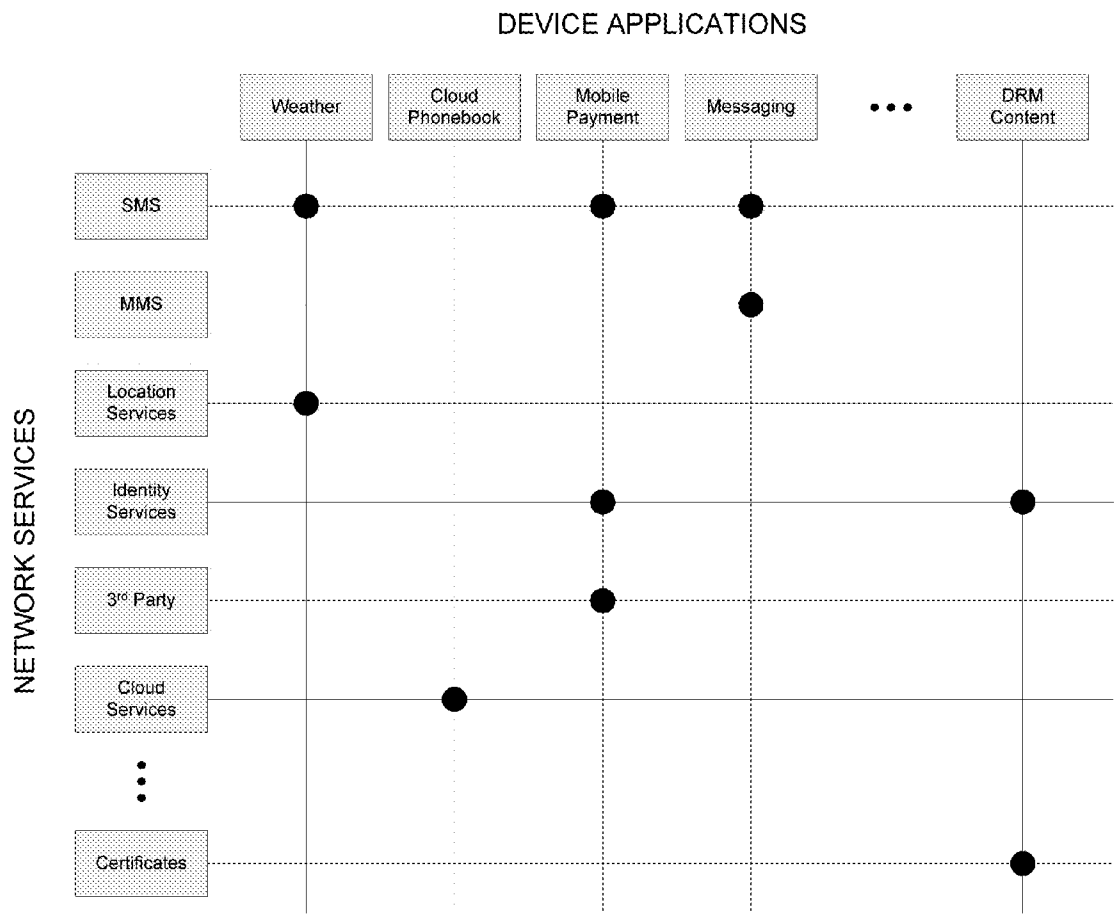 DEVICE APPLICATIONS
Weather
Cloud
Phonebook
Mobile
Payment
Messaging
DRM
Content
NETWORK SERVICES
SMS
MMS
Location
Services
Identity
Services
3rd Party
Cloud
Services
Certificates